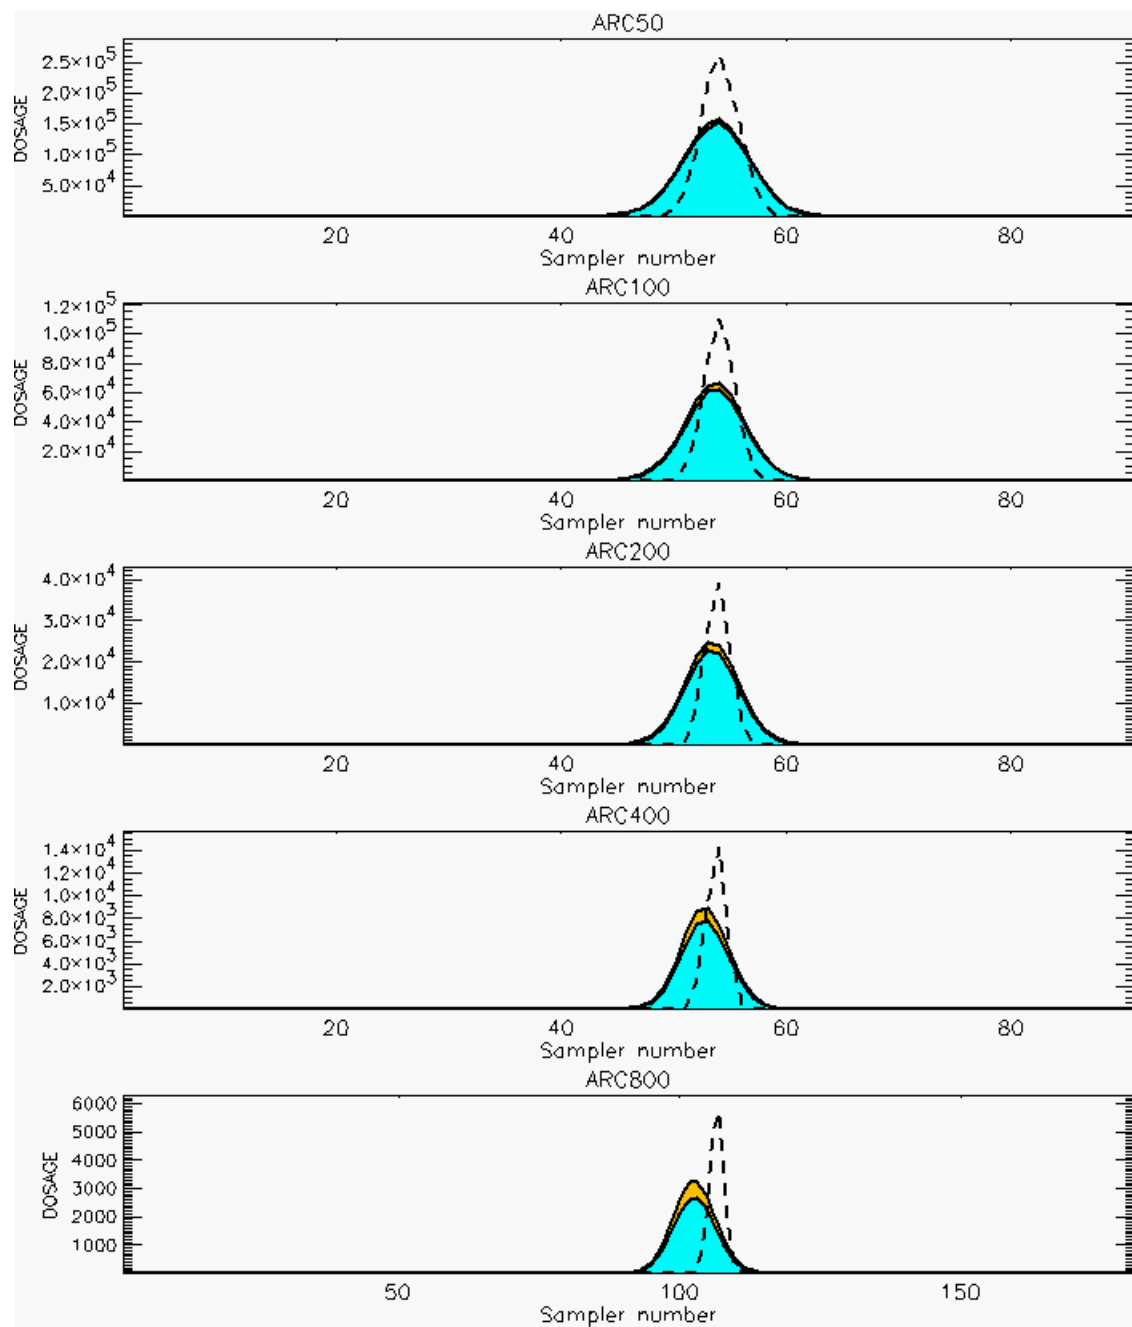 ARC50
2.5×10^5
2.0×10^5
1.5×10^5
1.0×10^5
5.0×10^4
DOSAGE
20 40 60 80
Sampler number
ARC100
1.2×10^5
1.0×10^5
8.0×10^4
6.0×10^4
4.0×10^4
2.0×10^4
DOSAGE
20 40 60 80
Sampler number
ARC200
4.0×10^4
3.0×10^4
2.0×10^4
1.0×10^4
DOSAGE
20 40 60 80
Sampler number
ARC400
1.4×10^4
1.2×10^4
1.0×10^4
8.0×10^3
6.0×10^3
4.0×10^3
2.0×10^3
DOSAGE
20 40 60 80
Sampler number
ARC800
6000
5000
4000
3000
2000
1000
DOSAGE
50 100 150
Sampler number